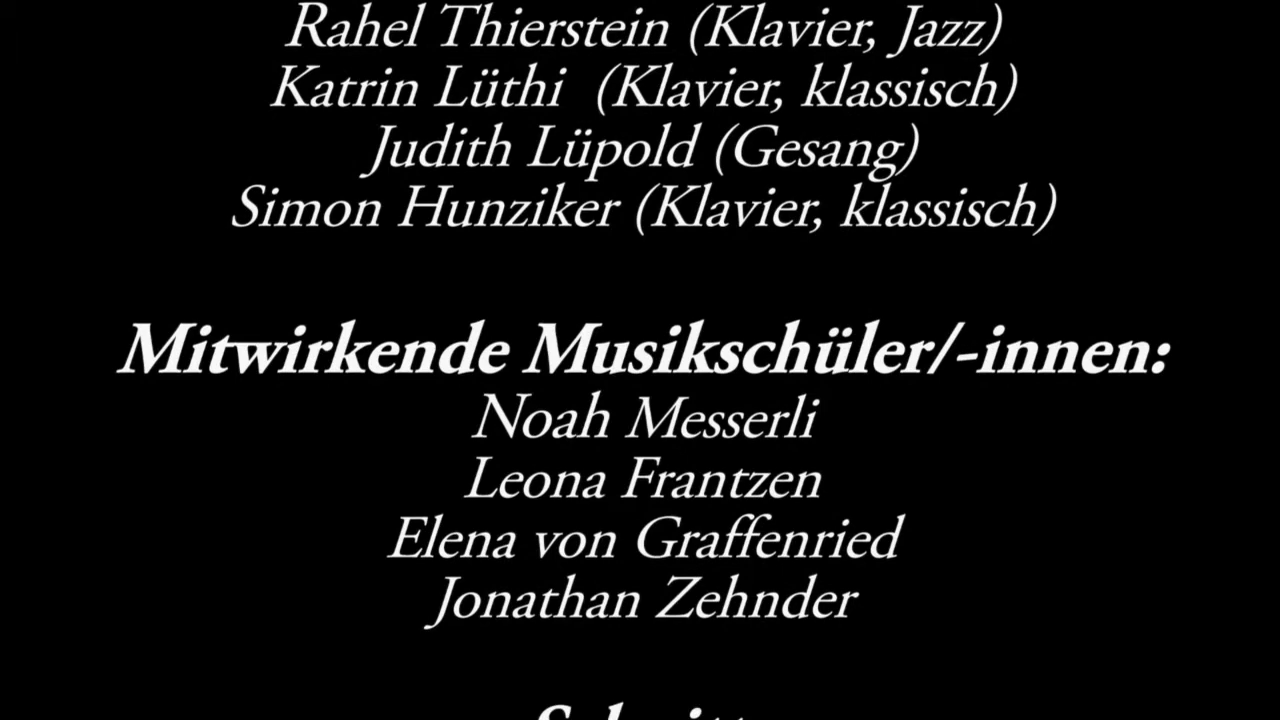 Rahel Thierstein (Klavier, Jazz)
Katrin Lüthi (Klavier, klassisch)
Judith Lüpold (Gesang)
Simon Hunziker (Klavier, klassisch)
Mitwirkende Musikschüler/-innen:
Noah Messerli
Leona Frantzen
Elena von Graffenried
Jonathan Zehnder